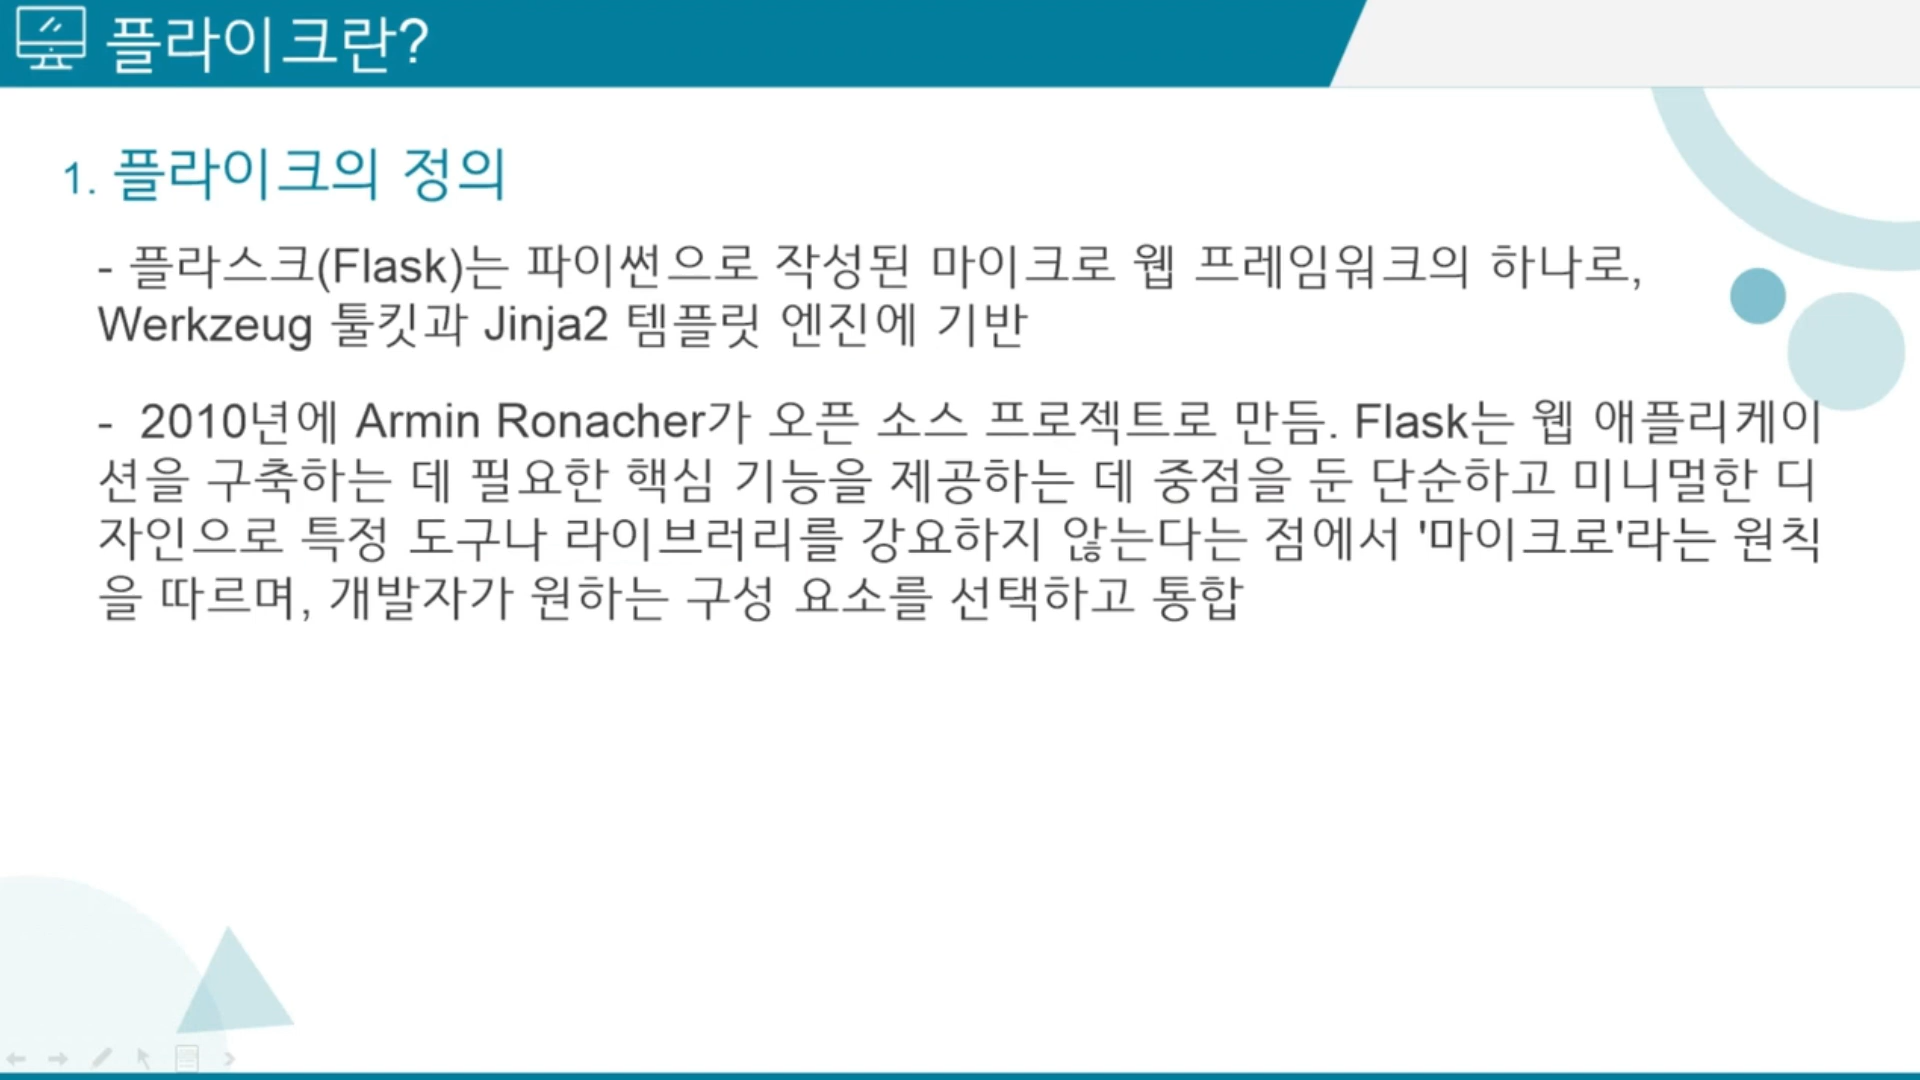 플라이크란?
1. 플라이크의 정의
- 플라스크(Flask)는 파이썬으로 작성된 마이크로 웹 프레임워크의 하나로,
Werkzeug 툴킷과 Jinja2 템플릿 엔진에 기반
- 2010년에 Armin Ronacher가 오픈 소스 프로젝트로 만듬. Flask는 웹 애플리케이
션을 구축하는 데 필요한 핵심 기능을 제공하는 데 중점을 둔 단순하고 미니멀한 디
자인으로 특정 도구나 라이브러리를 강요하지 않는다는 점에서 '마이크로'라는 원칙
을 따르며, 개발자가 원하는 구성 요소를 선택하고 통합